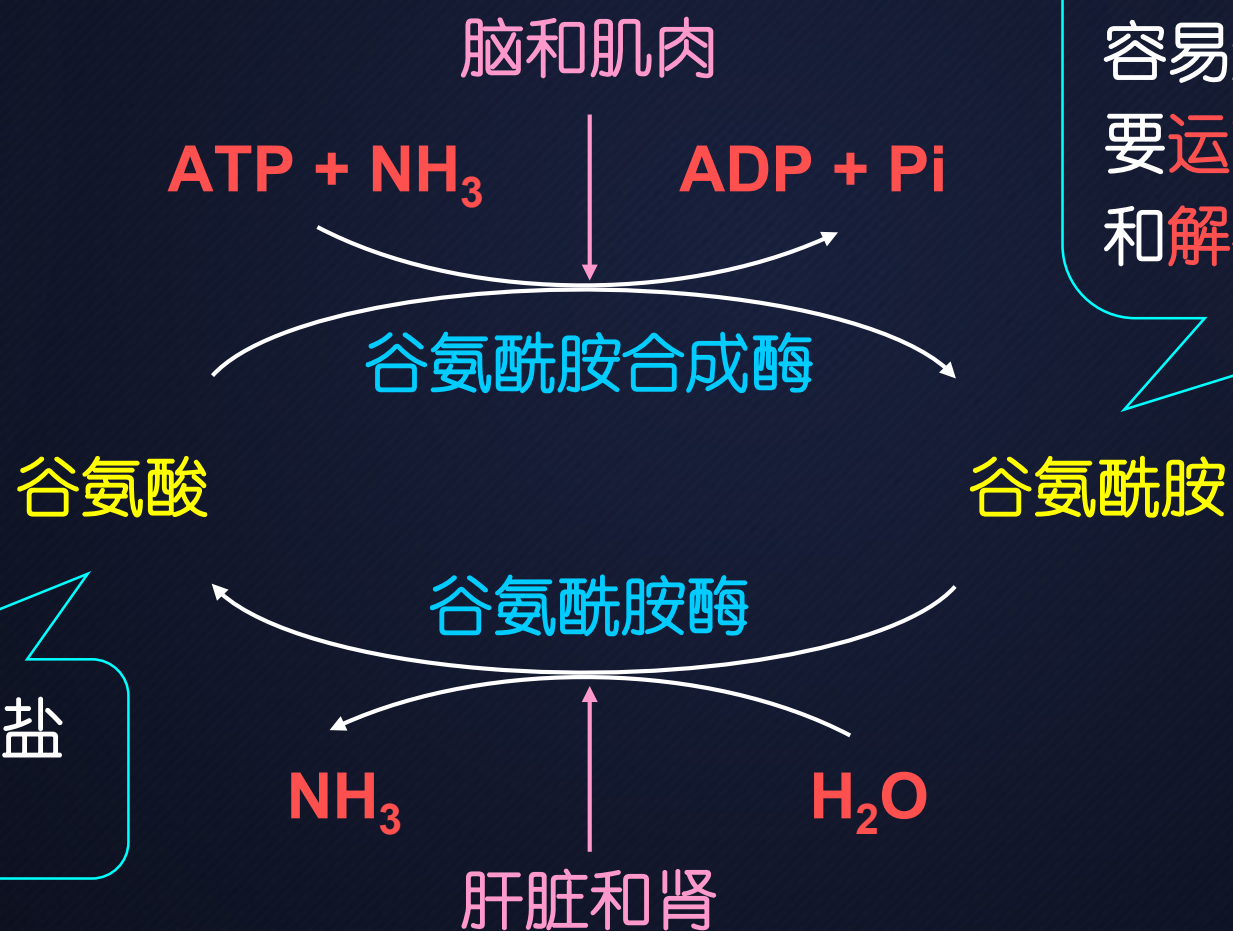 脑和肌肉
容易
要运
和解
ATP + NH₃
ADP + Pi
谷氨酰胺合成酶
谷氨酸
谷氨酰胺
谷氨酰胺酶
盐
NH₃
H₂O
肝脏和肾